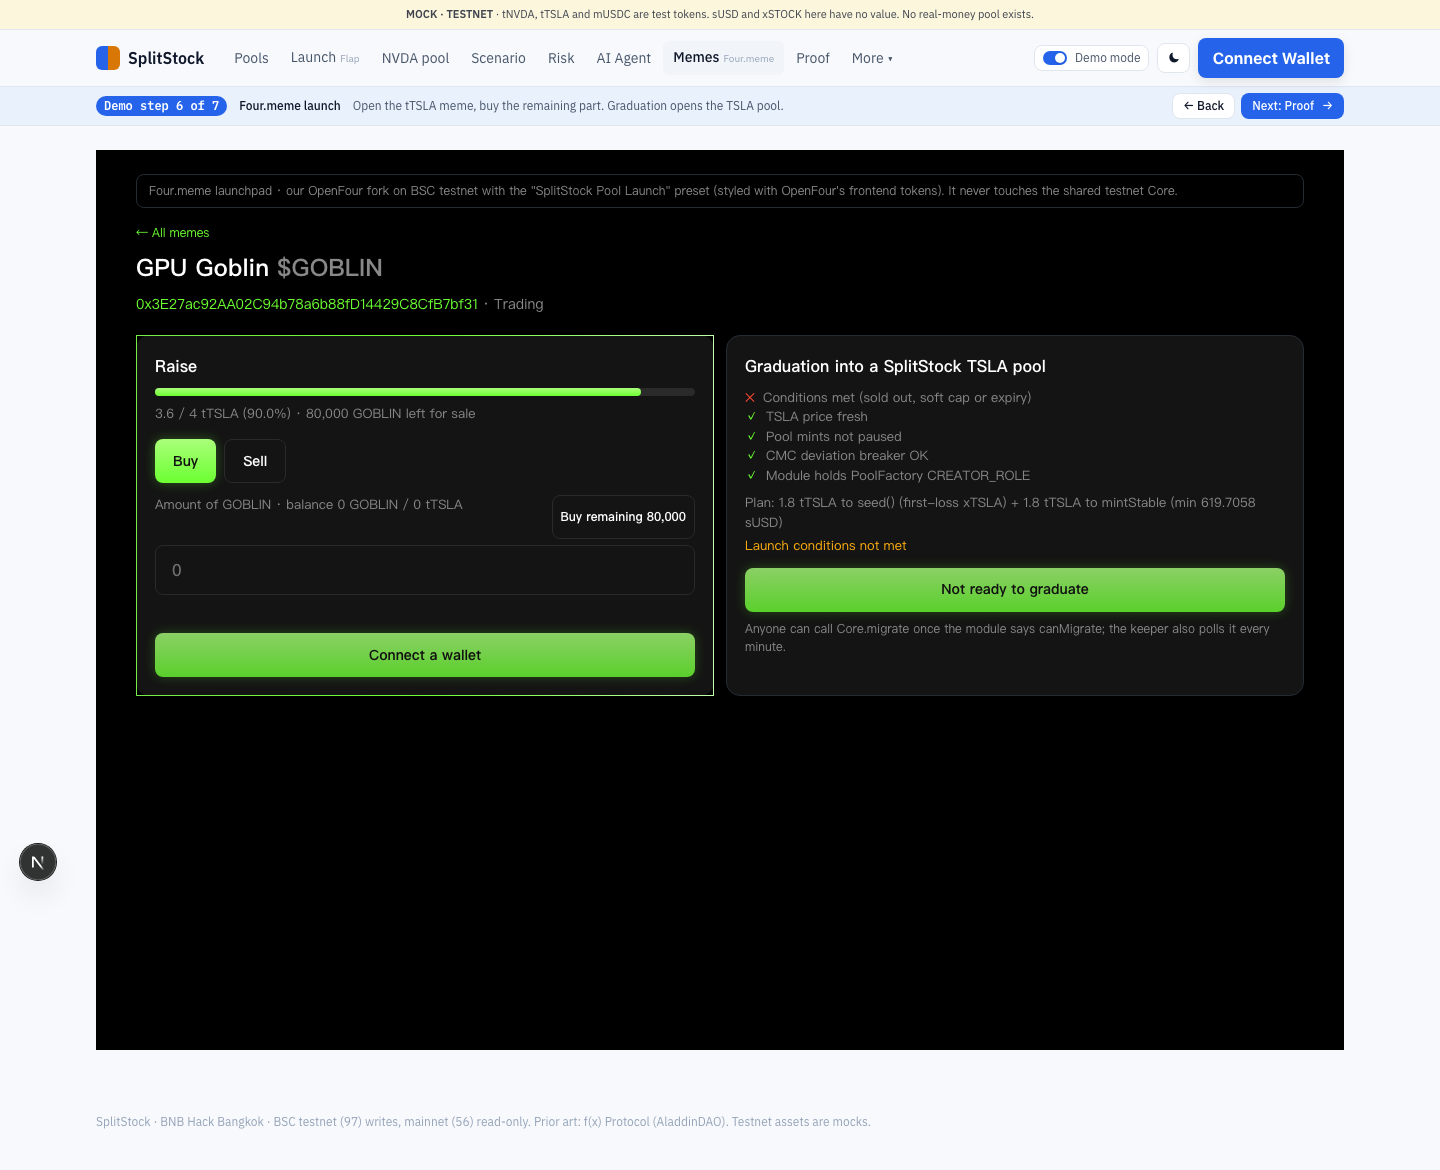 MOCK · TESTNET · tNVDA, tTSLA and mUSDC are test tokens. sUSD and xSTOCK here have no value. No real-money pool exists.
SplitStock Pools Launch Flap NVDA pool Scenario Risk AI Agent Memes Four.meme Proof More ▾ Demo mode Connect Wallet
Demo step 6 of 7 Four.meme launch Open the tTSLA meme, buy the remaining part. Graduation opens the TSLA pool. ← Back Next: Proof →
Four.meme launchpad · our OpenFour fork on BSC testnet with the "SplitStock Pool Launch" preset (styled with OpenFour's frontend tokens). It never touches the shared testnet Core.
← All memes
GPU Goblin $GOBLIN
0x3E27ac92AA02C94b78a6b88fD14429C8CfB7bf31 · Trading
Raise
3.6 / 4 tTSLA (90.0%) · 80,000 GOBLIN left for sale
Buy Sell
Amount of GOBLIN · balance 0 GOBLIN / 0 tTSLA
Buy remaining 80,000
0
Connect a wallet
Graduation into a SplitStock TSLA pool
✕ Conditions met (sold out, soft cap or expiry)
✓ TSLA price fresh
✓ Pool mints not paused
✓ CMC deviation breaker OK
✓ Module holds PoolFactory CREATOR_ROLE
Plan: 1.8 tTSLA to seed() (first-loss xTSLA) + 1.8 tTSLA to mintStable (min 619.7058
sUSD)
Launch conditions not met
Not ready to graduate
Anyone can call Core.migrate once the module says canMigrate; the keeper also polls it every
minute.
N
SplitStock · BNB Hack Bangkok · BSC testnet (97) writes, mainnet (56) read-only. Prior art: f(x) Protocol (AladdinDAO). Testnet assets are mocks.